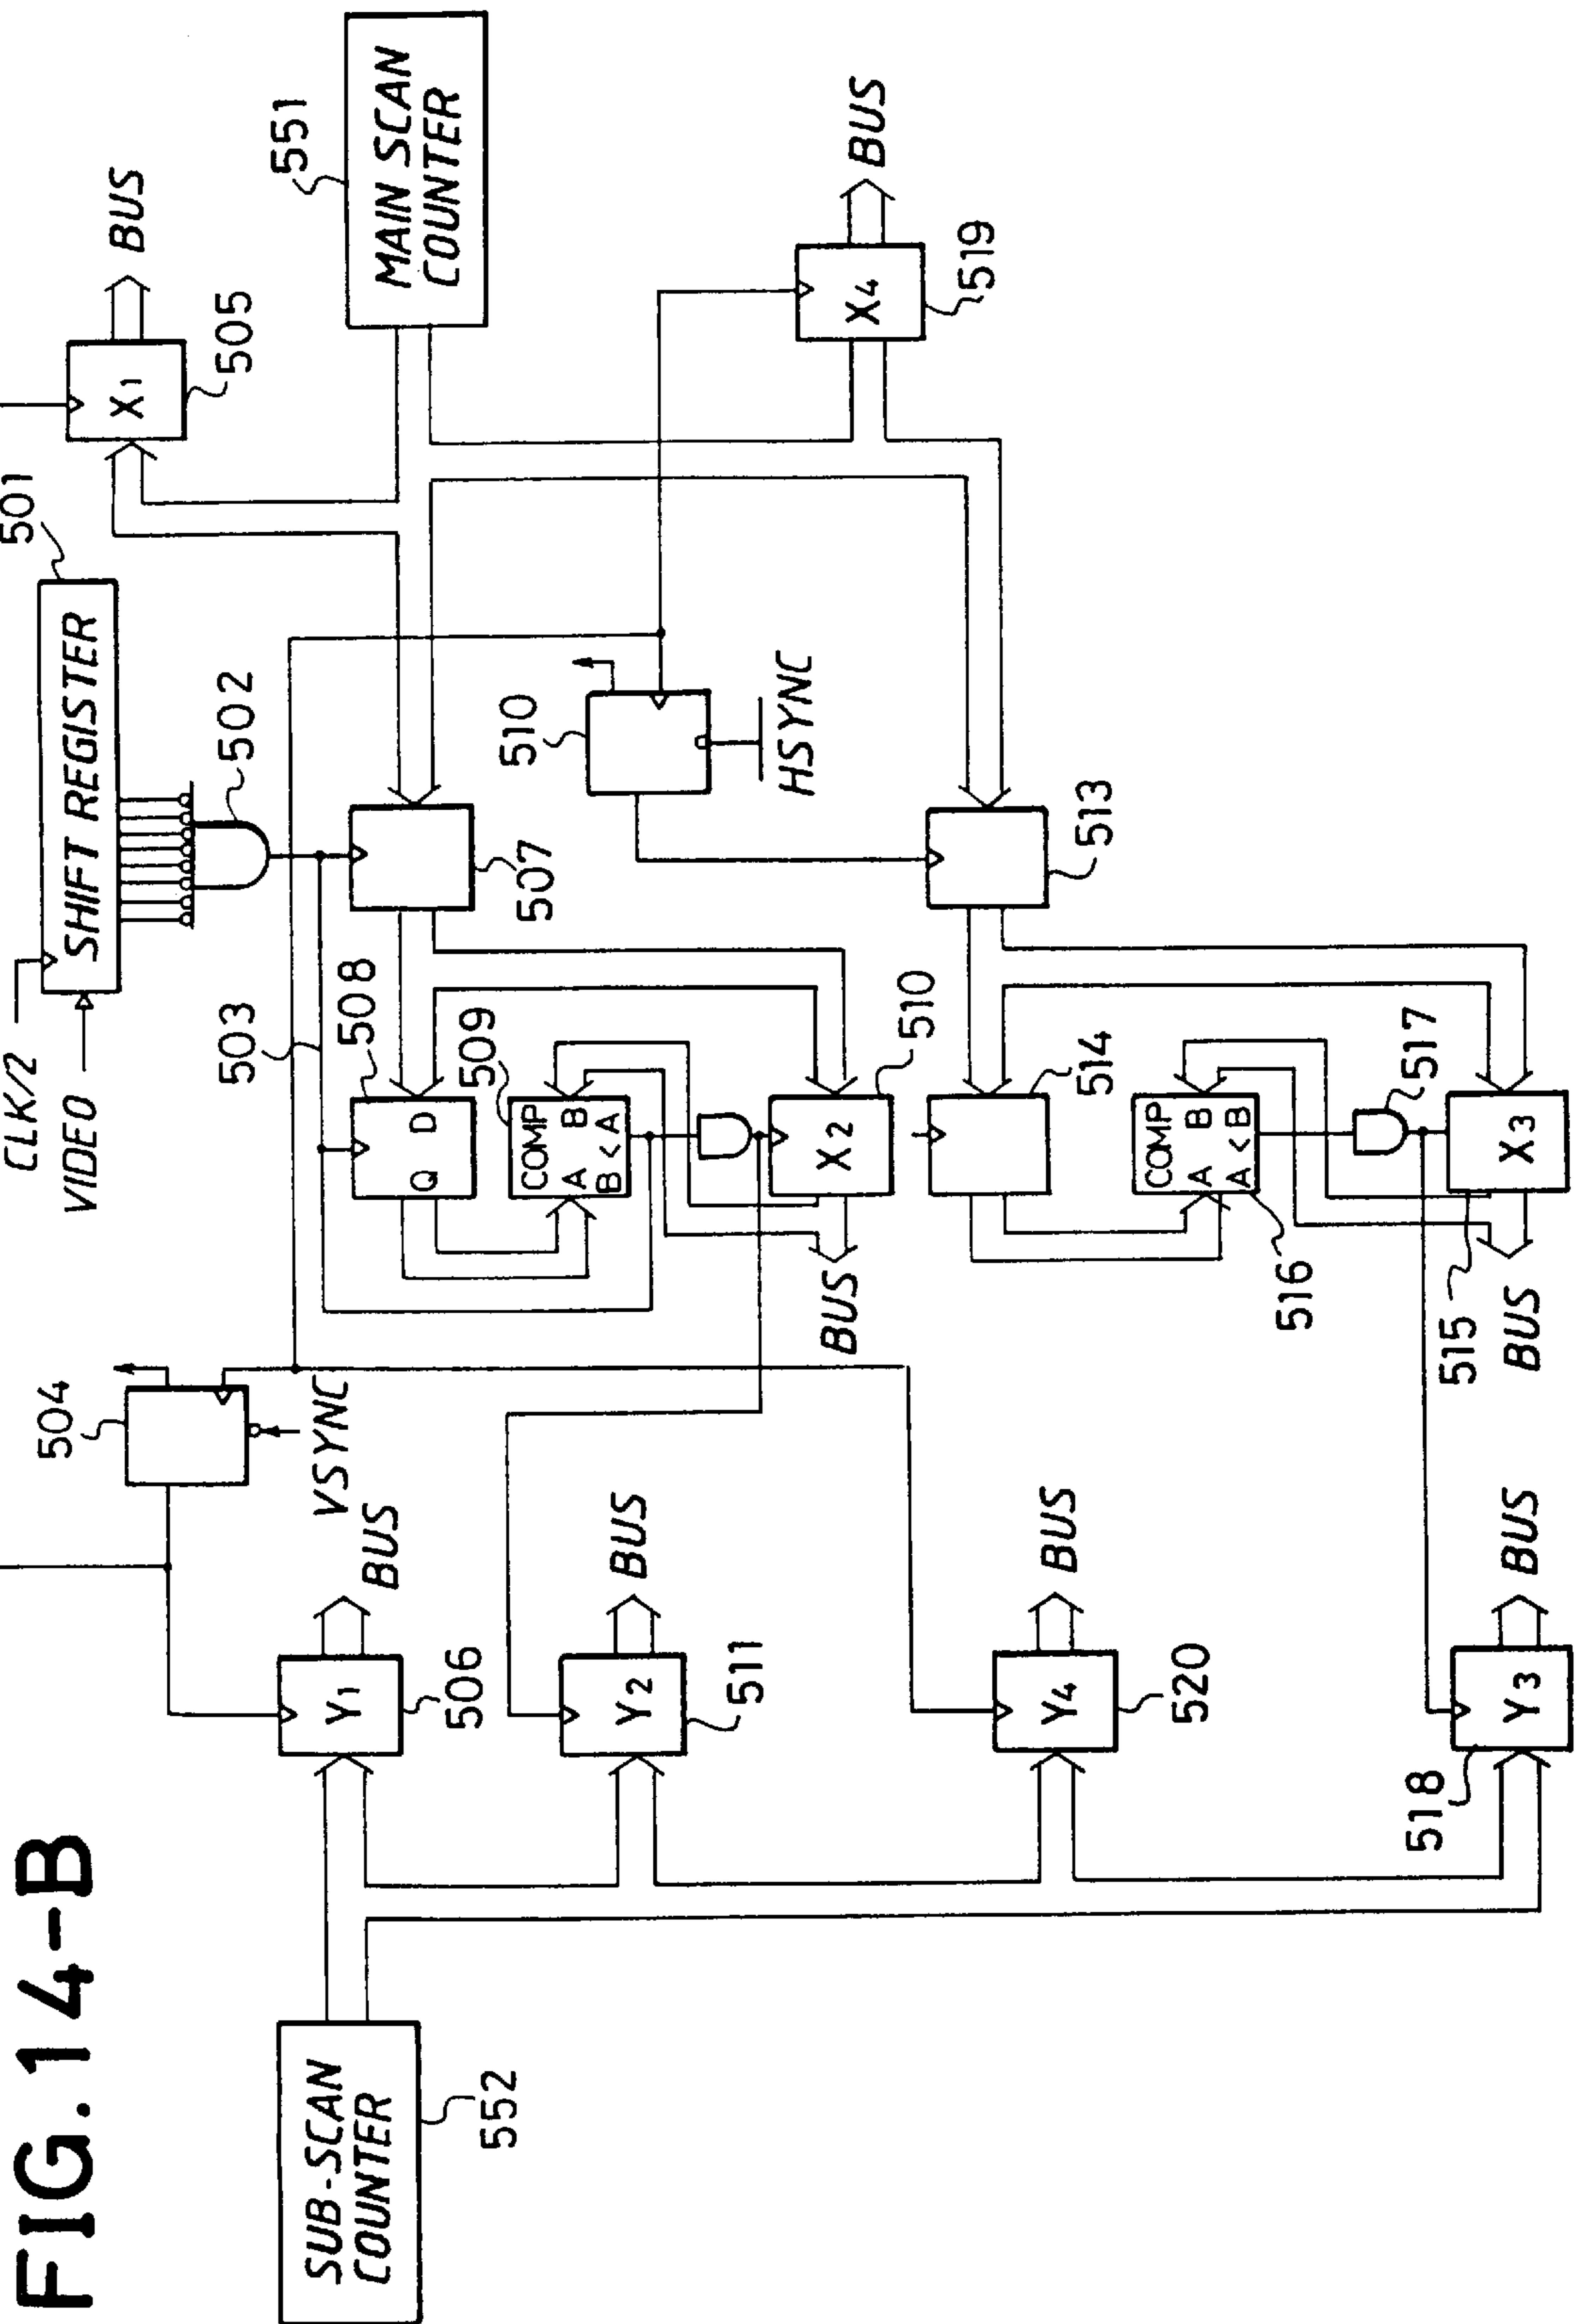 FIG. 14-B
CLK/2
VIDEO
SHIFT REGISTER
501
502
503
504
VSYNC
X1
505
BUS
MAIN SCAN
COUNTER
551
SUB-SCAN
COUNTER
552
Y1
506
BUS
507
508
D
Q
509
COMP
A B
B < A
510
HSYNC
X2
510
BUS
Y2
511
BUS
X4
519
BUS
513
514
Y4
520
BUS
COMP
A B
A < B
516
517
X3
515
BUS
Y3
518
BUS